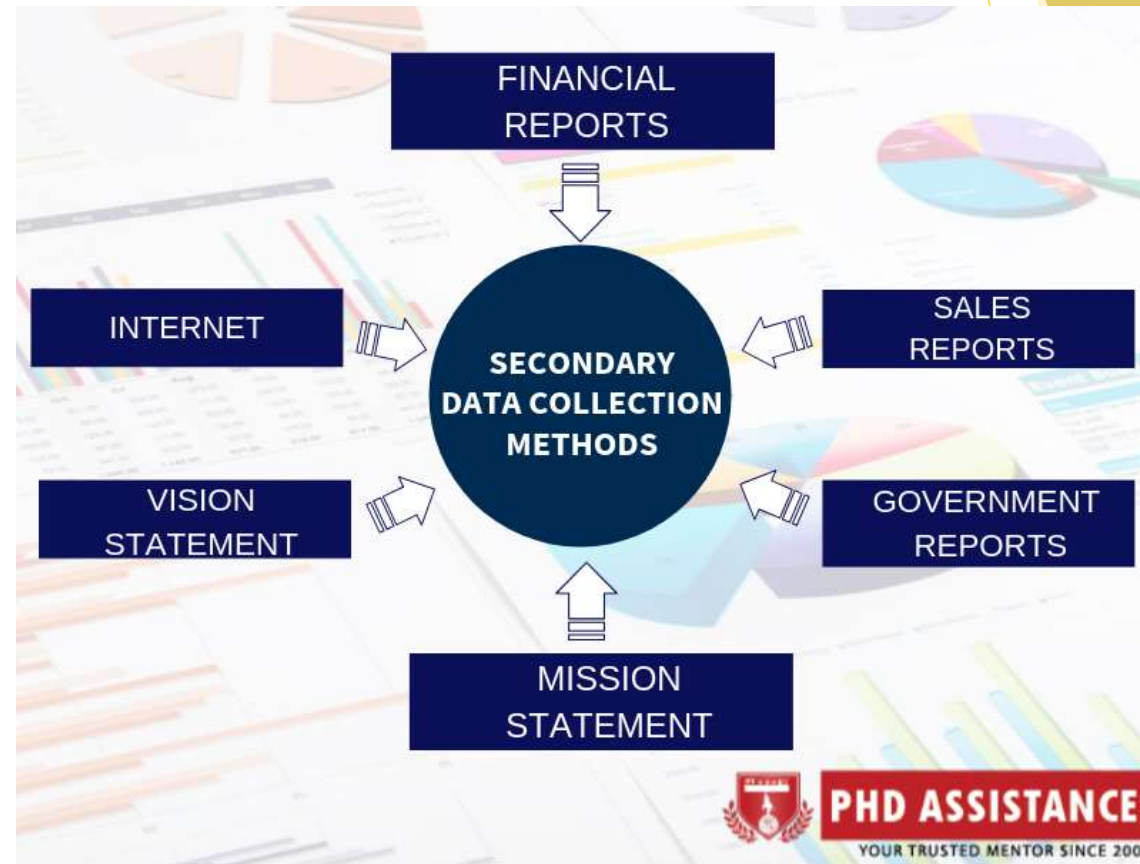 FINANCIAL
REPORTS
INTERNET
SALES
REPORTS
SECONDARY
DATA COLLECTION
METHODS
VISION
STATEMENT
GOVERNMENT
REPORTS
MISSION
STATEMENT
PHD ASSISTANCE
YOUR TRUSTED MENTOR SINCE 200